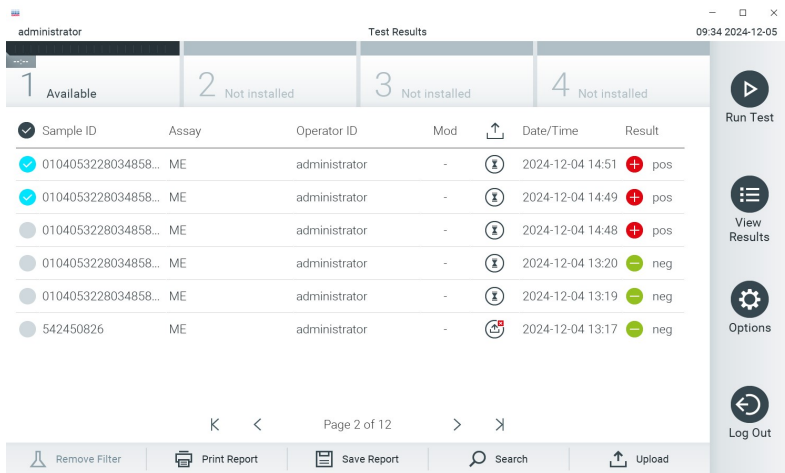 administrator Test Results 09:34 2024-12-05
--:--
1 Available 2 Not installed 3 Not installed 4 Not installed
Sample ID Assay Operator ID Mod Date/Time Result
0104053228034858... ME administrator - 2024-12-04 14:51 pos
0104053228034858... ME administrator - 2024-12-04 14:49 pos
0104053228034858... ME administrator - 2024-12-04 14:48 pos
0104053228034858... ME administrator - 2024-12-04 13:20 neg
0104053228034858... ME administrator - 2024-12-04 13:19 neg
542450826 ME administrator - 2024-12-04 13:17 neg
Page 2 of 12
Remove Filter Print Report Save Report Search Upload
Run Test
View
Results
Options
Log Out